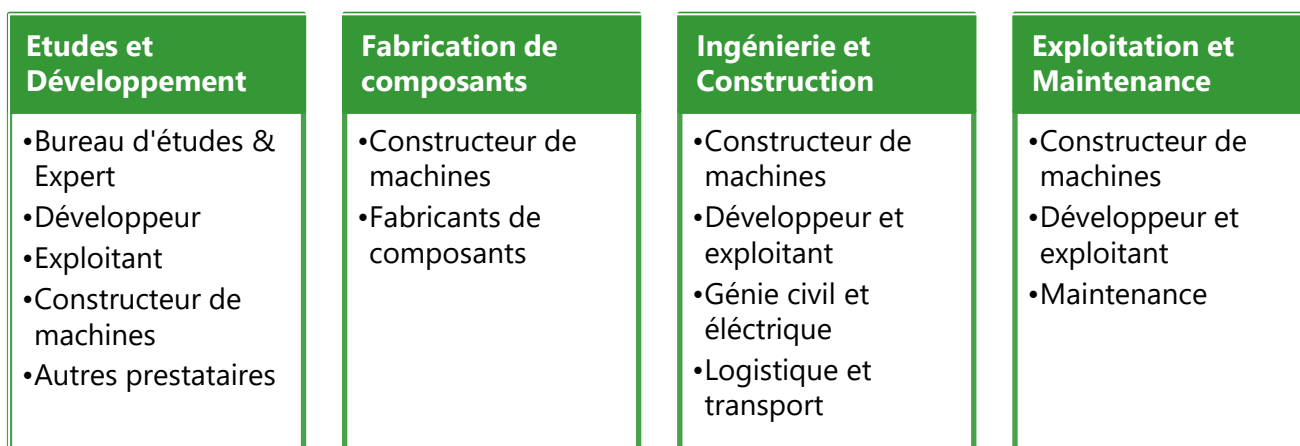 Etudes et
Développement
•Bureau d'études &
Expert
•Développeur
•Exploitant
•Constructeur de
machines
•Autres prestataires
Fabrication de
composants
•Constructeur de
machines
•Fabricants de
composants
Ingénierie et
Construction
•Constructeur de
machines
•Développeur et
exploitant
•Génie civil et
éléctrique
•Logistique et
transport
Exploitation et
Maintenance
•Constructeur de
machines
•Développeur et
exploitant
•Maintenance